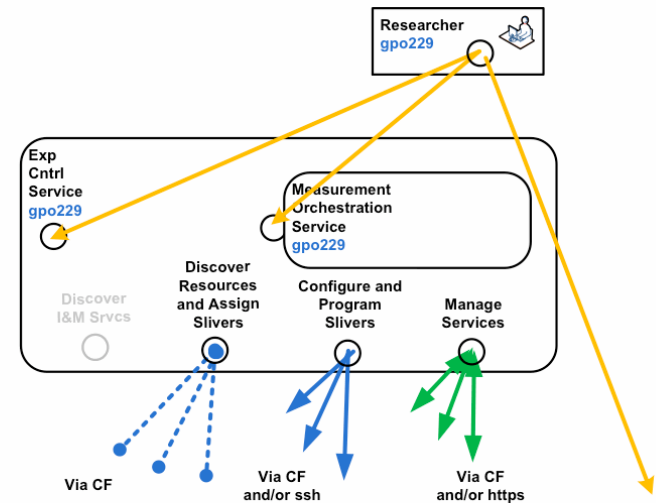 Researcher
gpo229
Exp
Cntrl
Service
gpo229
Measurement
Orchestration
Service
gpo229
Discover
I&M Srvcs
Discover
Resources
and Assign
Slivers
Configure and
Program
Slivers
Manage
Services
Via CF
Via CF
and/or ssh
Via CF
and/or https